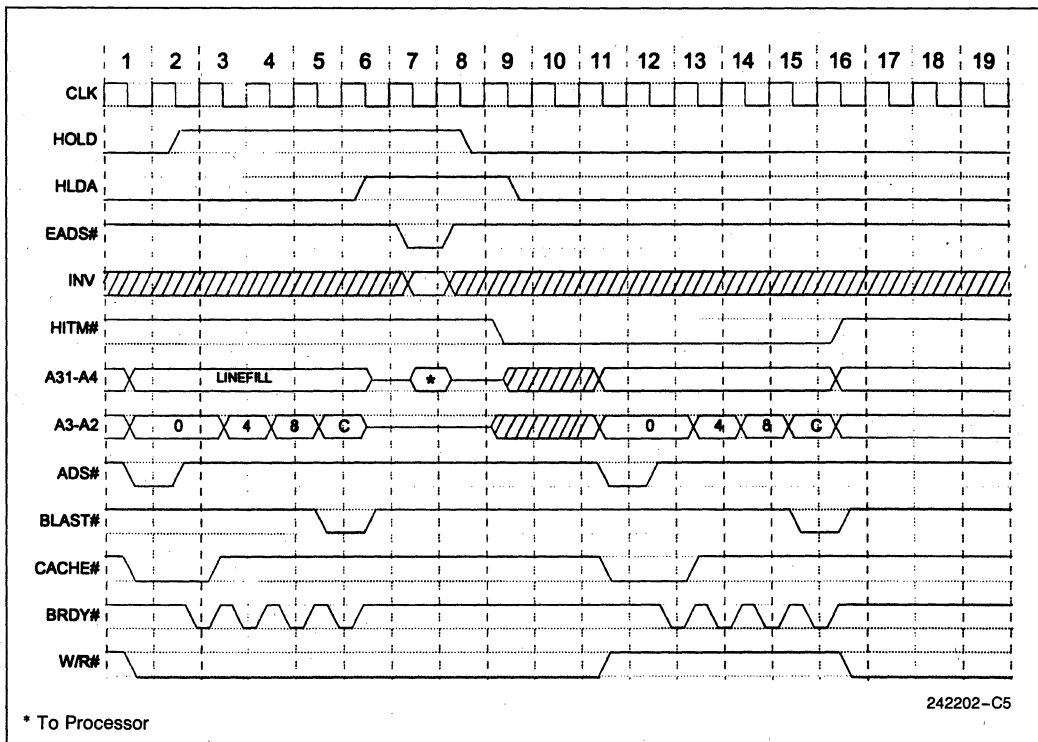 1 2 3 4 5 6 7 8 9 10 11 12 13 14 15 16 17 18 19
CLK
HOLD
HLDA
EADS#
INV
HITM#
A31-A4 LINEFILL *
A3-A2 0 4 8 C 0 4 8 C
ADS#
BLAST#
CACHE#
BRDY#
W/R#
242202-C5
* To Processor